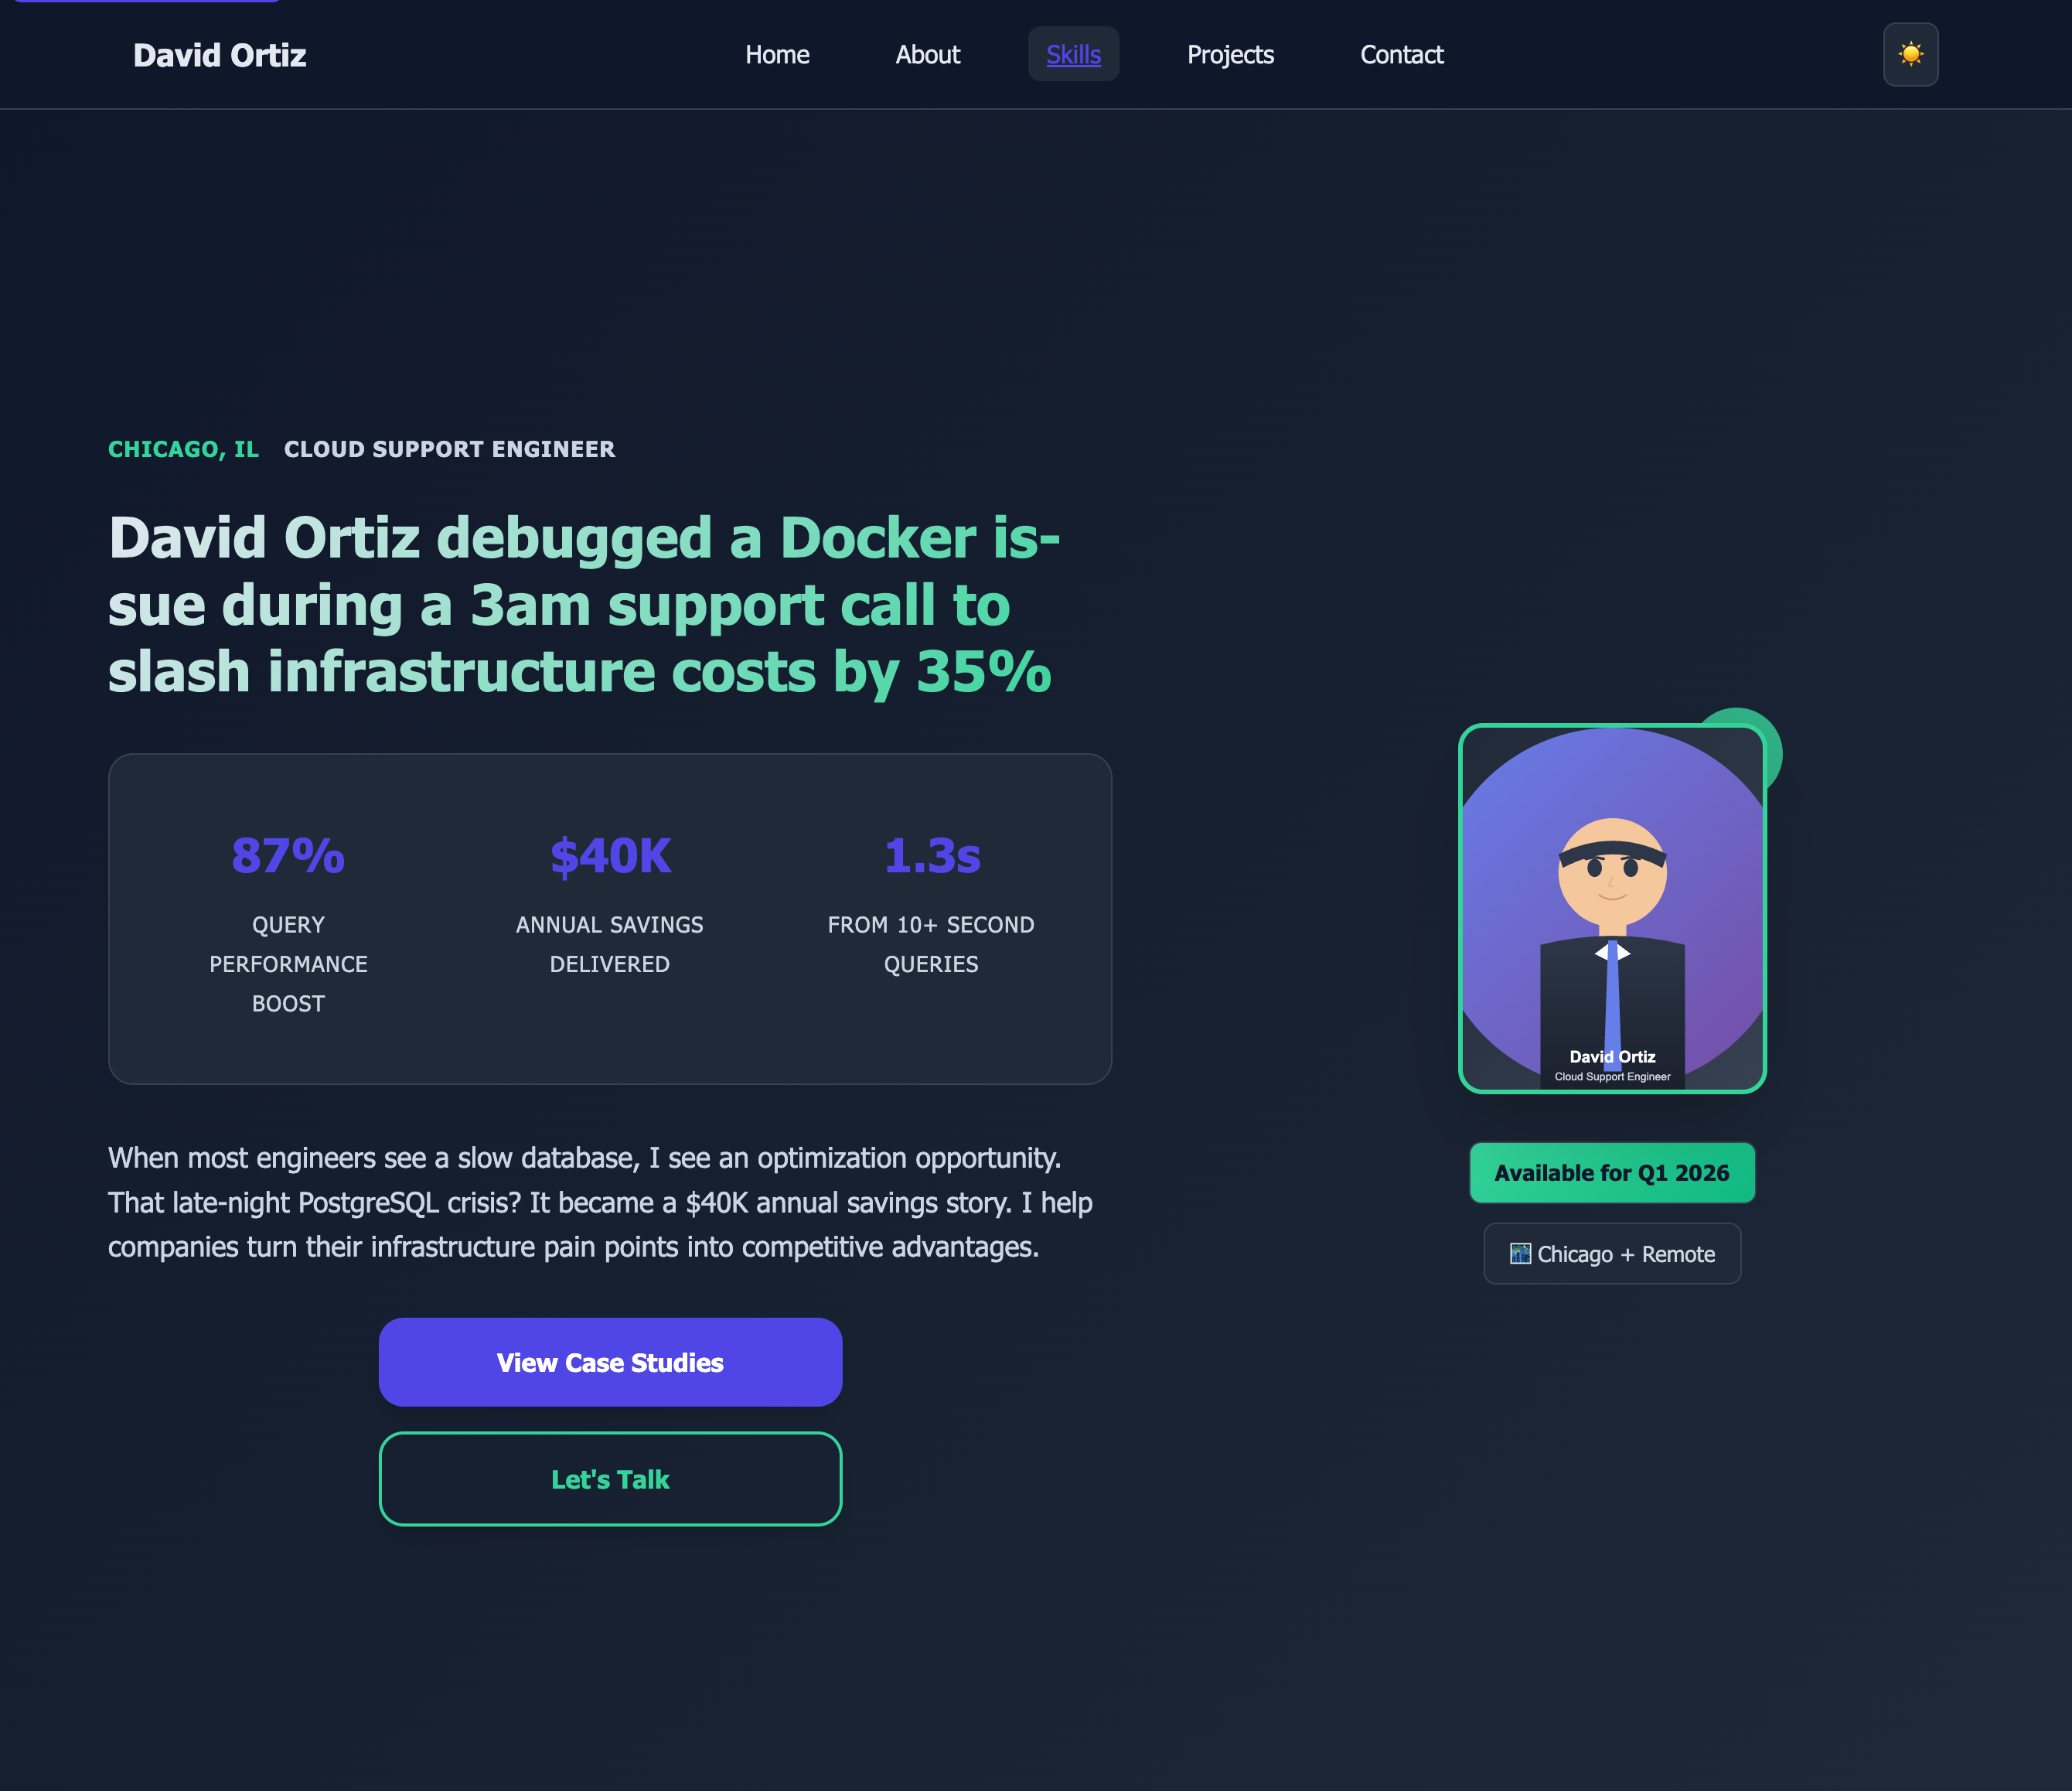 David Ortiz
Home
About
Skills
Projects
Contact
CHICAGO, IL CLOUD SUPPORT ENGINEER
David Ortiz debugged a Docker is-
sue during a 3am support call to
slash infrastructure costs by 35%
87%
QUERY
PERFORMANCE
BOOST
$40K
ANNUAL SAVINGS
DELIVERED
1.3s
FROM 10+ SECOND
QUERIES
When most engineers see a slow database, I see an optimization opportunity.
That late-night PostgreSQL crisis? It became a $40K annual savings story. I help
companies turn their infrastructure pain points into competitive advantages.
View Case Studies
Let's Talk
David Ortiz
Cloud Support Engineer
Available for Q1 2026
Chicago + Remote